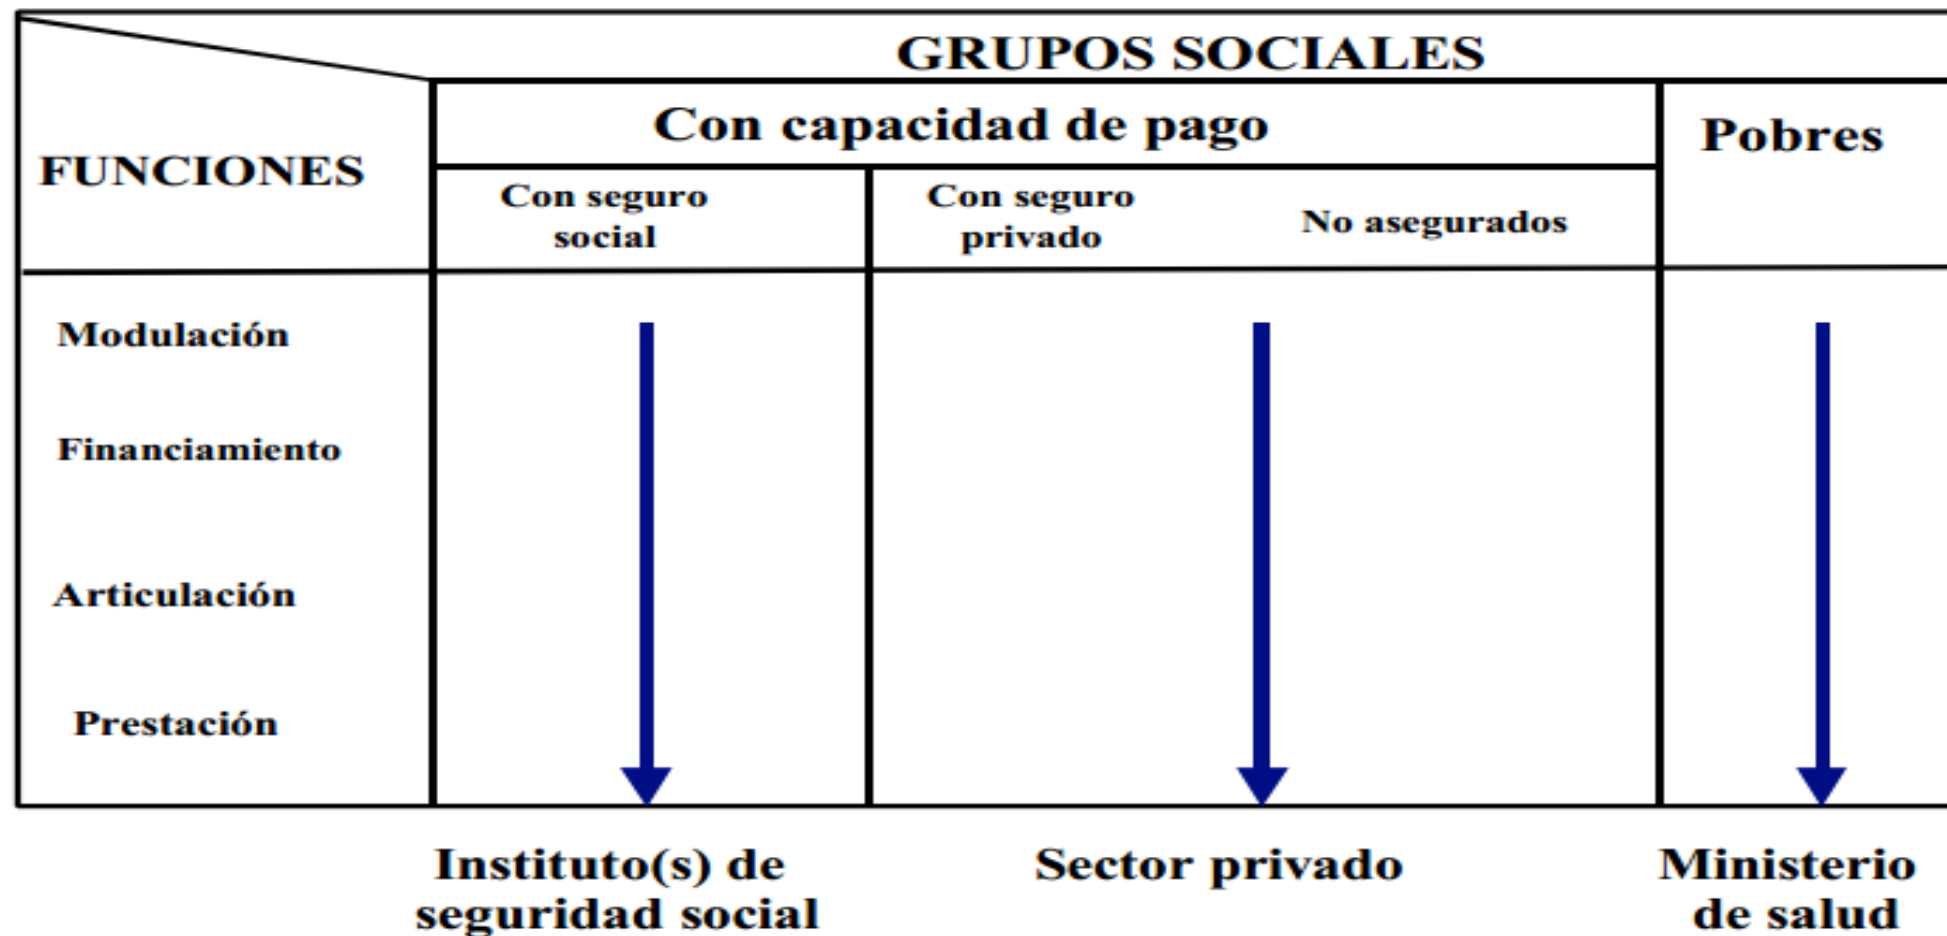 GRUPOS SOCIALES
FUNCIONES
Con capacidad de pago
Pobres
Con seguro
social
Con seguro
privado
No asegurados
Modulación
Financiamiento
Articulación
Prestación
Instituto(s) de
seguridad social
Sector privado
Ministerio
de salud